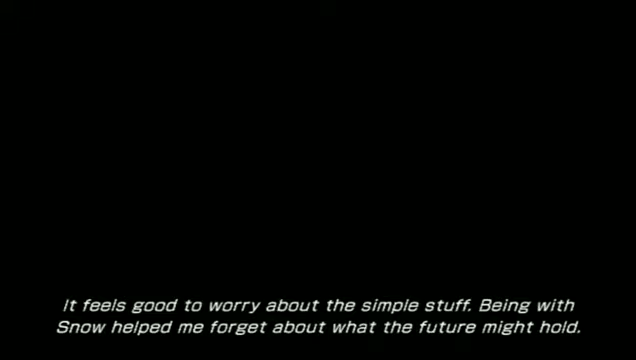 It feels good to worry about the simple stuff. Being with
Snow helped me forget about what the future might hold.